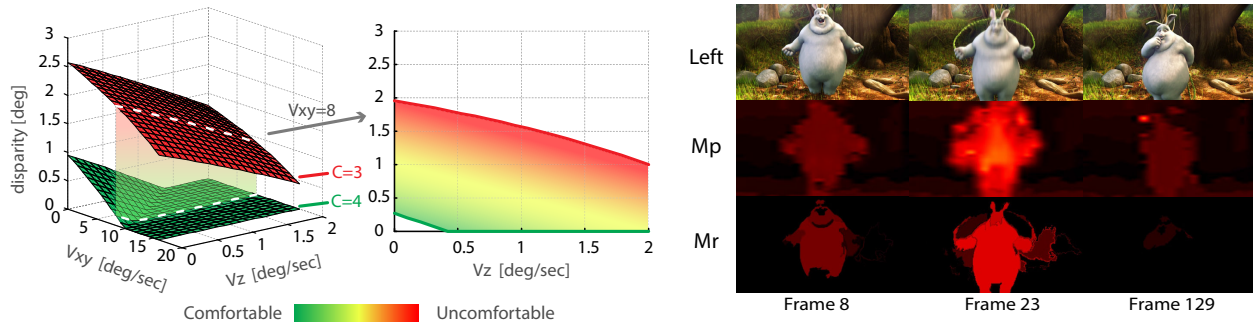 3
2.5
2
1.5
1
0.5
0
disparity [deg]
0
5
10
15
20
Vxy [deg/sec]
0
0.5
1
1.5
2
Vz [deg/sec]
C=3
C=4
Vxy=8
3
2.5
2
1.5
1
0.5
0
0
0.5
1
1.5
2
Vz [deg/sec]
Comfortable
Uncomfortable
Left
Mp
Mr
Frame 8
Frame 23
Frame 129